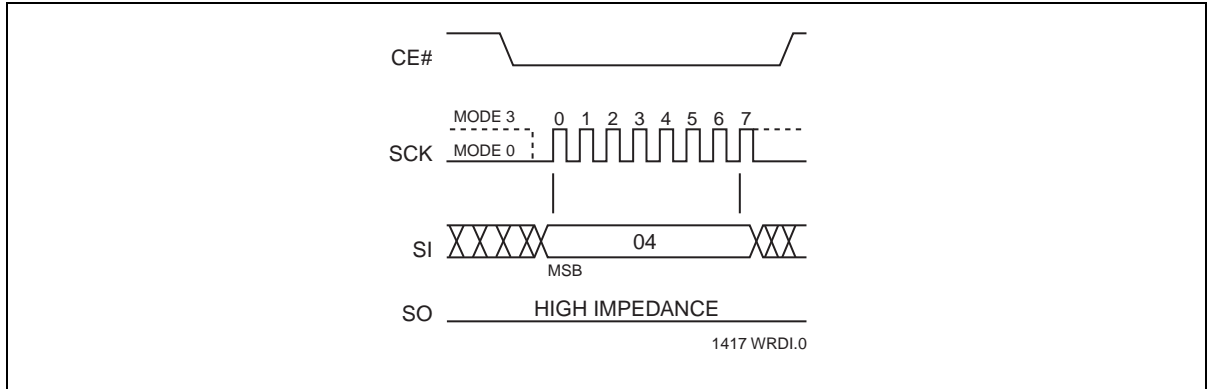 CE#
MODE 3 0 1 2 3 4 5 6 7
SCK MODE 0
SI 04
MSB
SO HIGH IMPEDANCE
1417 WRDI.0